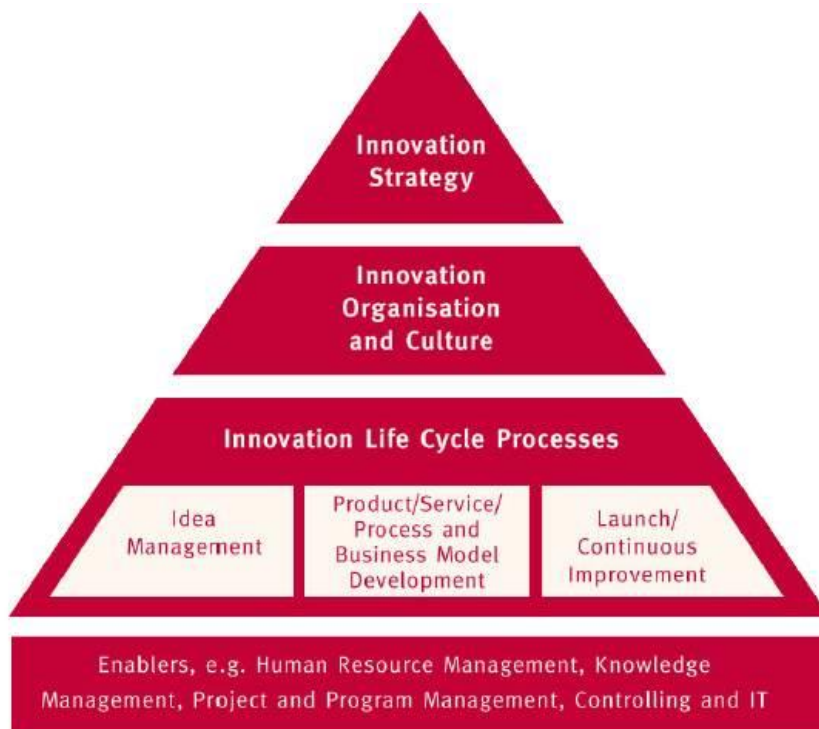 Innovation
Strategy
Innovation
Organisation
and Culture
Innovation Life Cycle Processes
Idea
Management
Product/Service/
Process and
Business Model
Development
Launch/
Continuous
Improvement
Enablers, e.g. Human Resource Management, Knowledge
Management, Project and Program Management, Controlling and IT